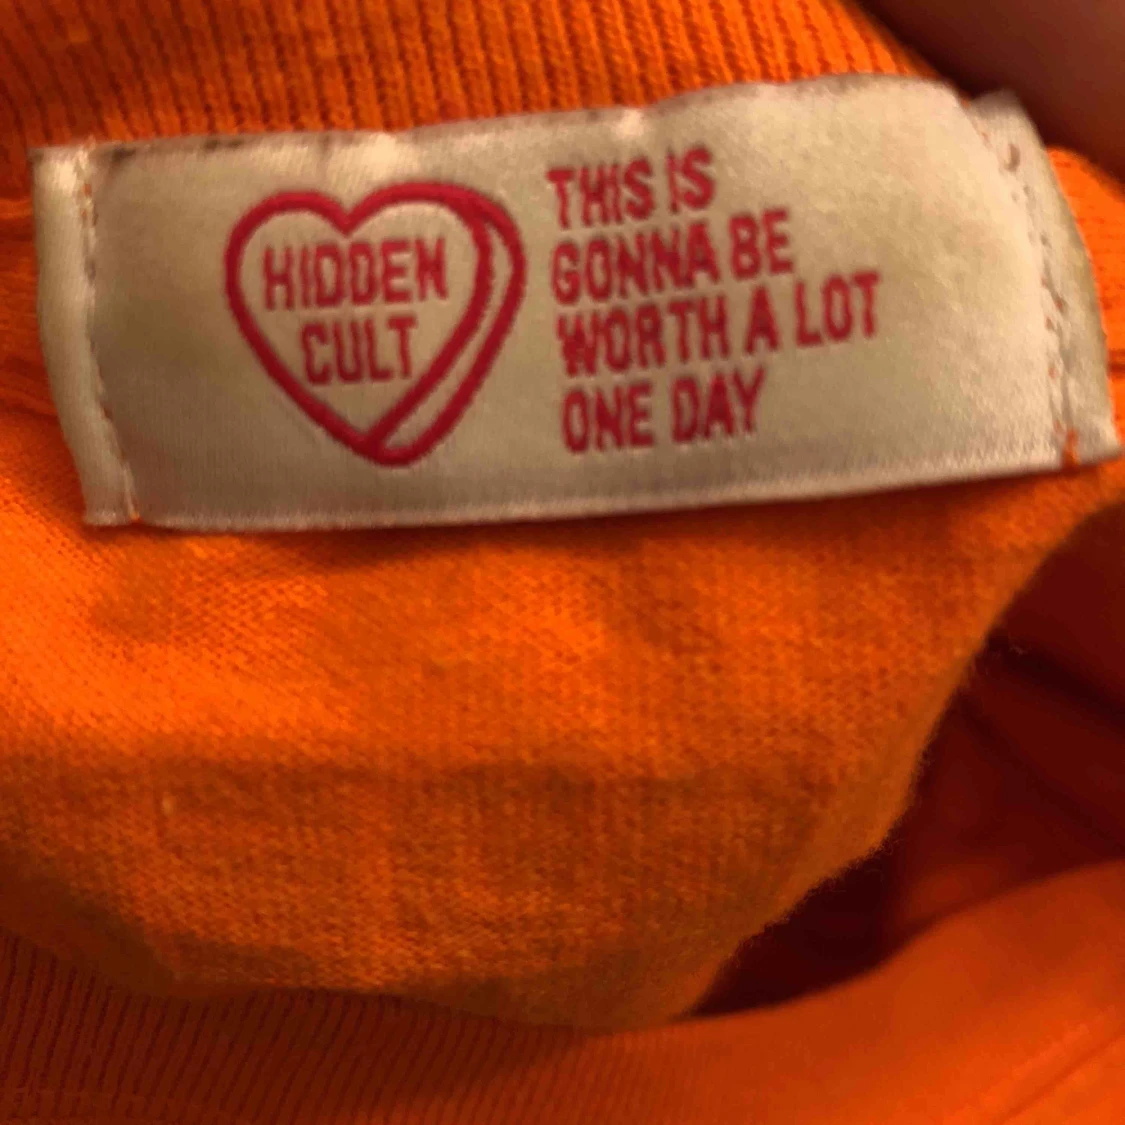 HIDDEN
CULT
THIS IS
GONNA BE
WORTH A LOT
ONE DAY